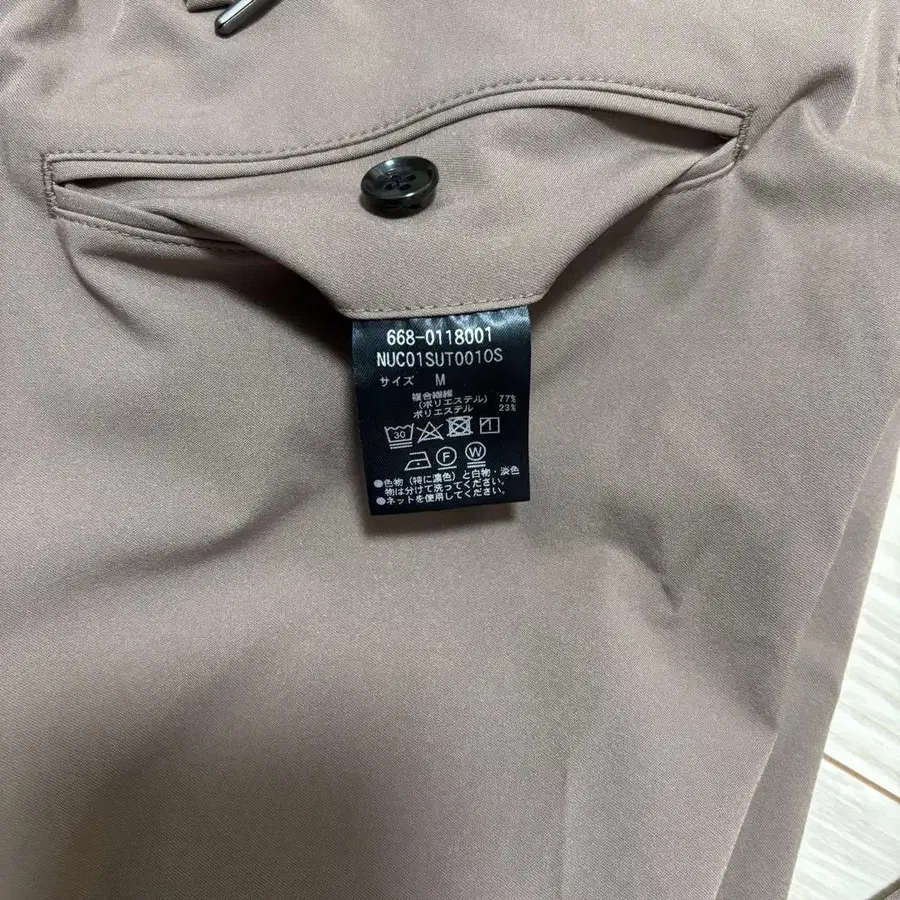 668-0118001
NUC01SUT0010S
サイズ M
複合繊維
(ポリエステル) 77%
ポリエステル 23%
30
F W
●色物(特に濃色)と白物・淡色
物は分けて洗ってください。
●ネットを使用してください。